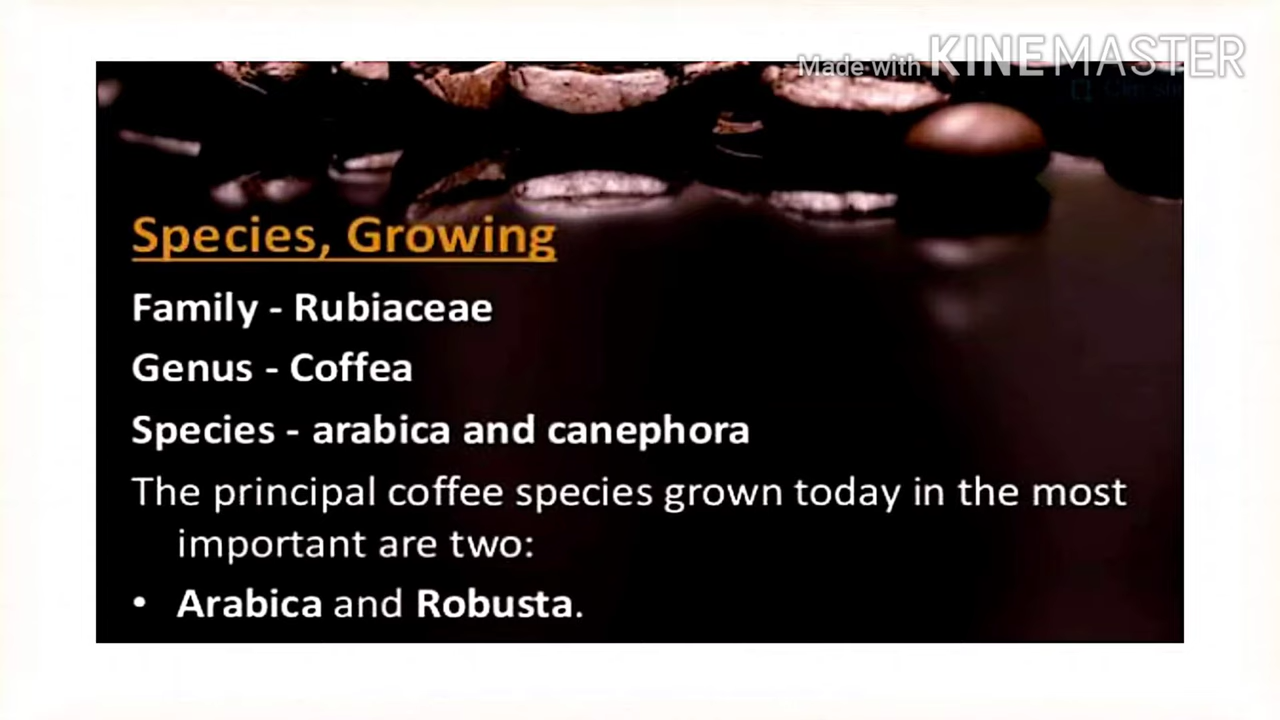 Made with KINEMASTER
Species, Growing
Family - Rubiaceae
Genus - Coffea
Species - arabica and canephora
The principal coffee species grown today in the most
important are two:
• Arabica and Robusta.